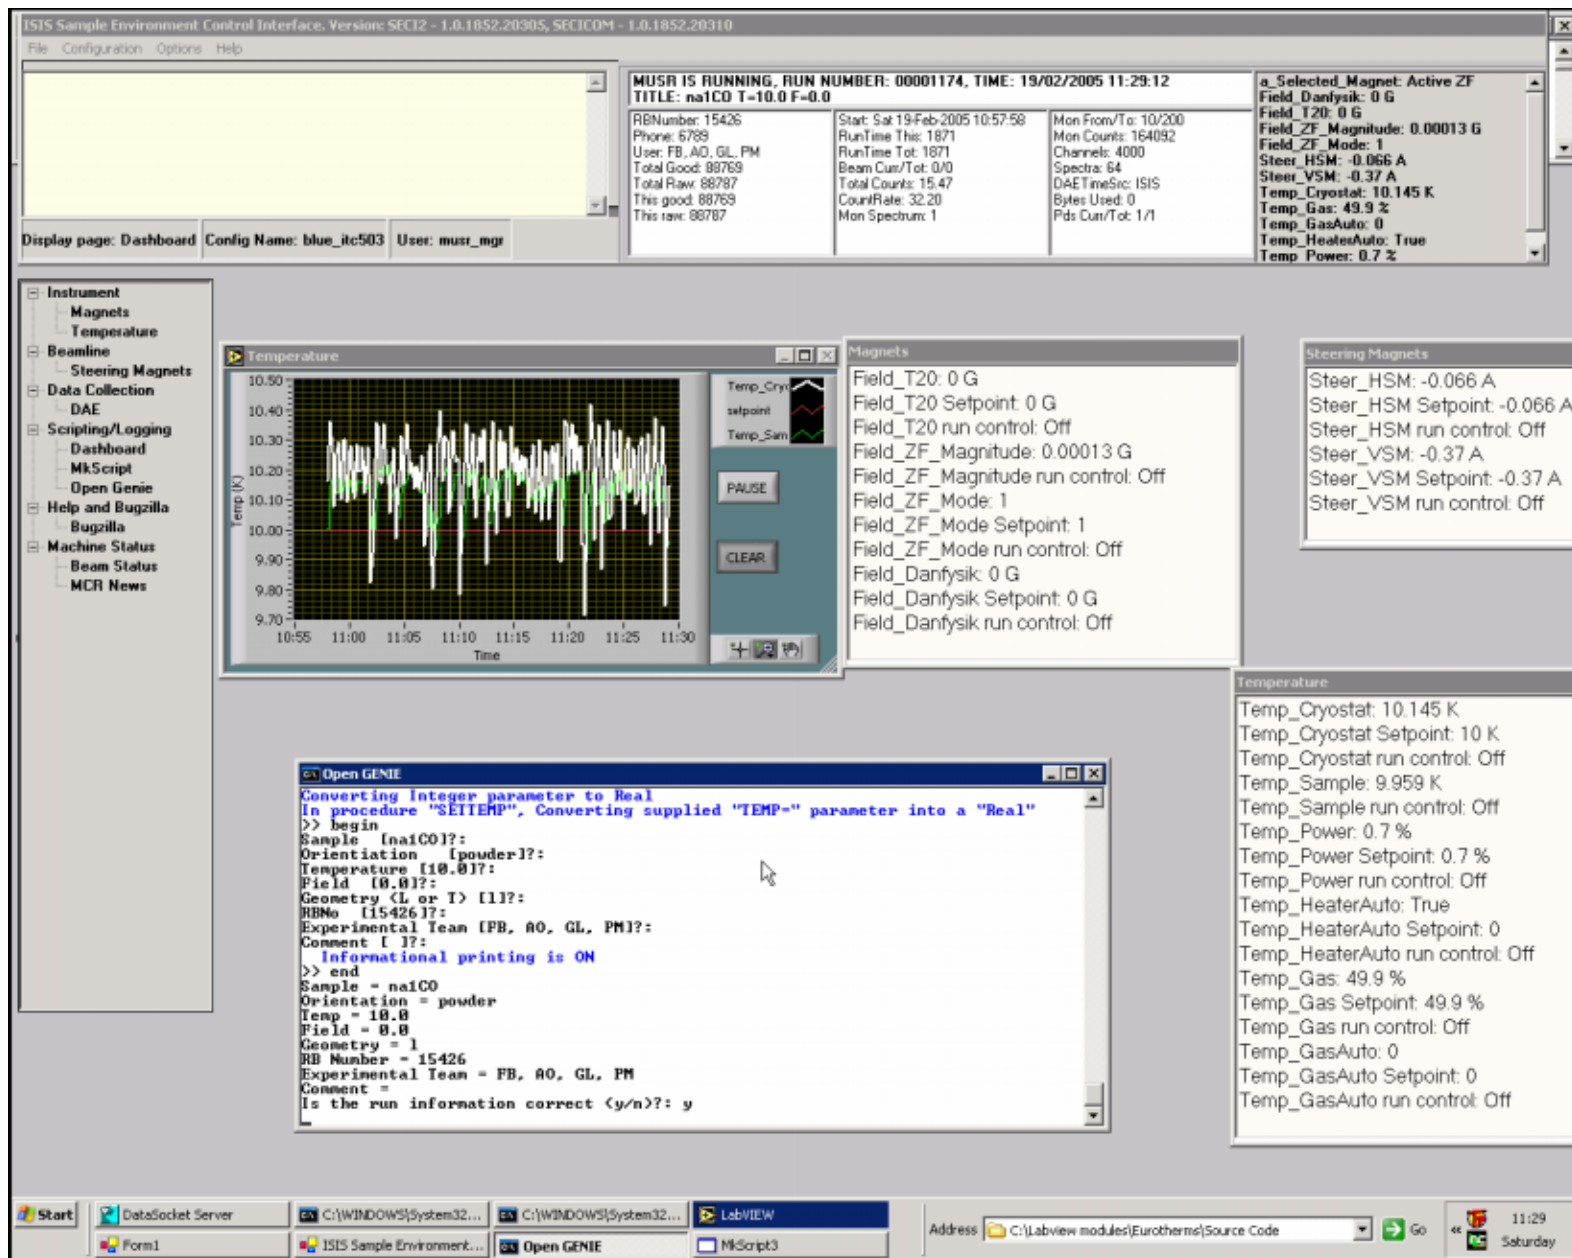 ISIS Sample Environment Control Interface. Version: SECI2 - 1.0.1852.20305, SECICOM - 1.0.1852.20310
File Configuration Options Help
MUSR IS RUNNING, RUN NUMBER: 00001174, TIME: 19/02/2005 11:29:12
TITLE: na1CO T=10.0 F=0.0
RBNumber: 15426
Phone: 6789
User: FB, AO, GL, PM
Total Good: 88769
Total Raw: 88787
This good: 88769
This raw: 88787
Start: Sat 19-Feb-2005 10:57:58
RunTime This: 1871
RunTime Tot: 1871
Beam Curr/Tot: 0/0
Total Counts: 15.47
CountRate: 32.20
Mon Spectrum: 1
Mon From/To: 10/200
Mon Counts: 164092
Channels: 4000
Spectra: 64
DAETimeSrc: ISIS
Bytes Used: 0
Pds Curr/Tot: 1/1
a_Selected_Magnet: Active ZF
Field_Danfysik: 0 G
Field_T20: 0 G
Field_ZF_Magnitude: 0.00013 G
Field_ZF_Mode: 1
Steer_HSM: -0.066 A
Steer_VSM: -0.37 A
Temp_Cryostat: 10.145 K
Temp_Gas: 49.9 %
Temp_GasAuto: 0
Temp_HeaterAuto: True
Temp_Power: 0.7 %
Display page: Dashboard Config Name: blue_itc503 User: musr_mgr
Instrument
Magnets
Temperature
Beamline
Steering Magnets
Data Collection
DAE
Scripting/Logging
Dashboard
MkScript
Open Genie
Help and Bugzilla
Bugzilla
Machine Status
Beam Status
MCR News
Temperature
10.50
10.40
10.30
10.20
10.10
10.00
9.90
9.80
9.70
Temp (K)
10:55 11:00 11:05 11:10 11:15 11:20 11:25 11:30
Time
Temp_Cryo
setpoint
Temp_Sam
PAUSE
CLEAR
Magnets
Field_T20: 0 G
Field_T20 Setpoint: 0 G
Field_T20 run control: Off
Field_ZF_Magnitude: 0.00013 G
Field_ZF_Magnitude run control: Off
Field_ZF_Mode: 1
Field_ZF_Mode Setpoint: 1
Field_ZF_Mode run control: Off
Field_Danfysik: 0 G
Field_Danfysik Setpoint: 0 G
Field_Danfysik run control: Off
Steering Magnets
Steer_HSM: -0.066 A
Steer_HSM Setpoint: -0.066 A
Steer_HSM run control: Off
Steer_VSM: -0.37 A
Steer_VSM Setpoint: -0.37 A
Steer_VSM run control: Off
Temperature
Temp_Cryostat: 10.145 K
Temp_Cryostat Setpoint: 10 K
Temp_Cryostat run control: Off
Temp_Sample: 9.959 K
Temp_Sample run control: Off
Temp_Power: 0.7 %
Temp_Power Setpoint: 0.7 %
Temp_Power run control: Off
Temp_HeaterAuto: True
Temp_HeaterAuto Setpoint: 0
Temp_HeaterAuto run control: Off
Temp_Gas: 49.9 %
Temp_Gas Setpoint: 49.9 %
Temp_Gas run control: Off
Temp_GasAuto: 0
Temp_GasAuto Setpoint: 0
Temp_GasAuto run control: Off
Open GENIE
Converting Integer parameter to Real
In procedure "SETTEMP", Converting supplied "TEMP=" parameter into a "Real"
>> begin
Sample [na1CO]?:
Orientiation [powder]?:
Temperature [10.0]?:
Field [0.0]?:
Geometry (L or T) [l]?:
RBNo [15426]?:
Experimental Team [FB, AO, GL, PM]?:
Comment [ ]?:
Informational printing is ON
>> end
Sample = na1CO
Orientation = powder
Temp = 10.0
Field = 0.0
Geometry = l
RB Number = 15426
Experimental Team = FB, AO, GL, PM
Comment =
Is the run information correct (y/n)?: y
Start
DataSocket Server
C:\WINDOWS\System32...
C:\WINDOWS\System32...
LabVIEW
Form1
ISIS Sample Environment...
Open GENIE
MkScript3
Address C:\Labview modules\Eurotherms\Source Code Go
11:29
Saturday